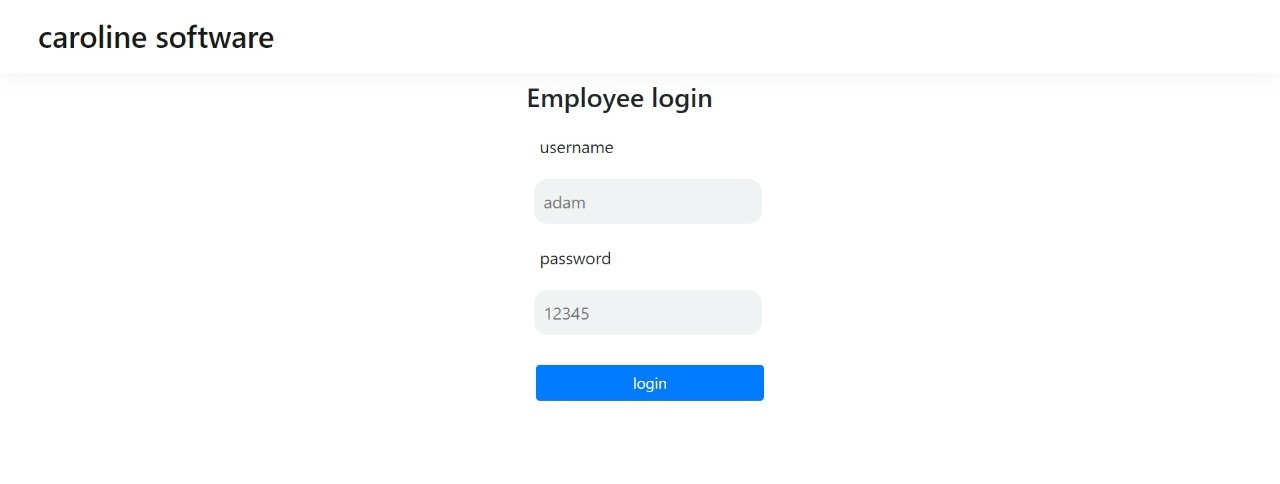 caroline software
Employee login
username
adam
password
12345
login